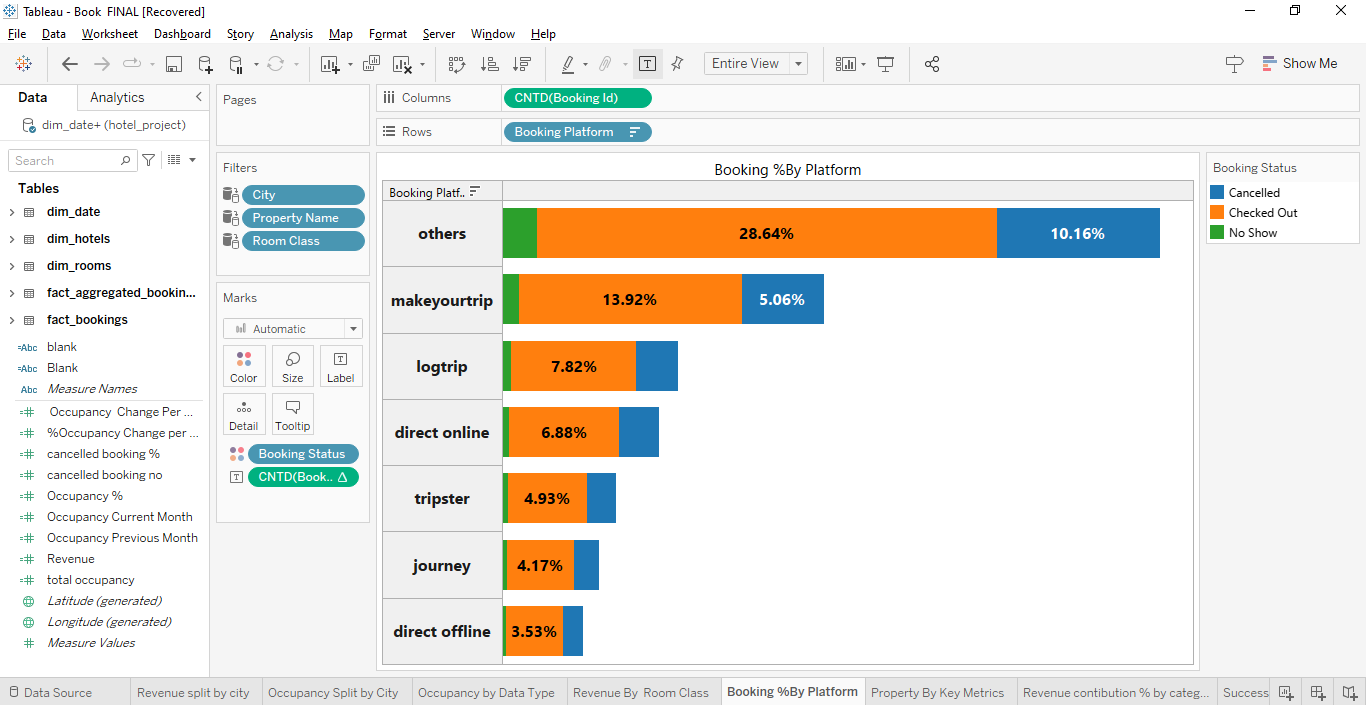 Tableau - Book  FINAL [Recovered]
File Data Worksheet Dashboard Story Analysis Map Format Server Window Help
Entire View
Show Me
Data Analytics
dim_date+ (hotel_project)
Search
Tables
dim_date
dim_hotels
dim_rooms
fact_aggregated_bookin...
fact_bookings
=Abc blank
=Abc Blank
Abc Measure Names
Occupancy  Change Per ...
%Occupancy Change per ...
cancelled booking %
cancelled booking no
Occupancy %
Occupancy Current Month
Occupancy Previous Month
Revenue
total occupancy
Latitude (generated)
Longitude (generated)
Measure Values
Pages
Filters
City
Property Name
Room Class
Marks
Automatic
Color Size Label
Detail Tooltip
Booking Status
CNTD(Book.. Δ
Columns CNTD(Booking Id)
Rows Booking Platform
Booking %By Platform
Booking Platf..
others 28.64% 10.16%
makeyourtrip 13.92% 5.06%
logtrip 7.82%
direct online 6.88%
tripster 4.93%
journey 4.17%
direct offline 3.53%
Booking Status
Cancelled
Checked Out
No Show
Data Source Revenue split by city Occupancy Split by City Occupancy by Data Type Revenue By  Room Class Booking %By Platform Property By Key Metrics Revenue contibution % by categ... Success